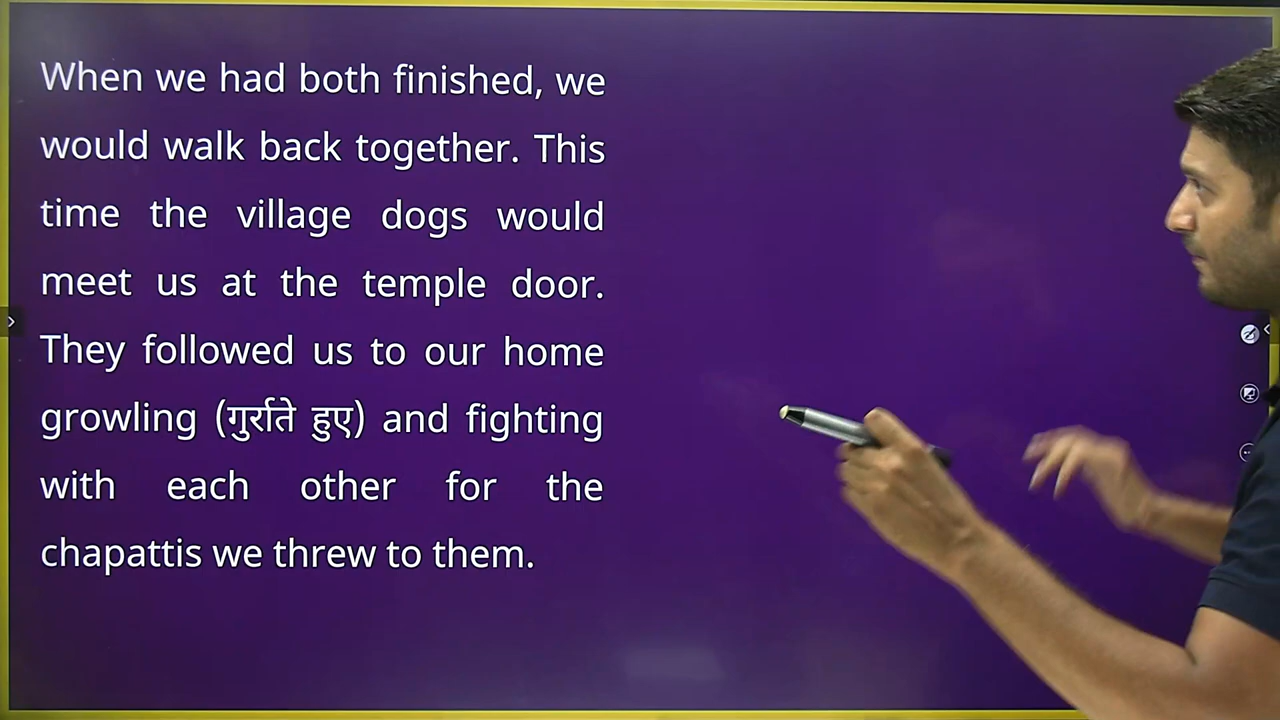 When we had both finished, we
would walk back together. This
time the village dogs would
meet us at the temple door.
They followed us to our home
growling (गुर्राते हुए) and fighting
with each other for the
chapattis we threw to them.